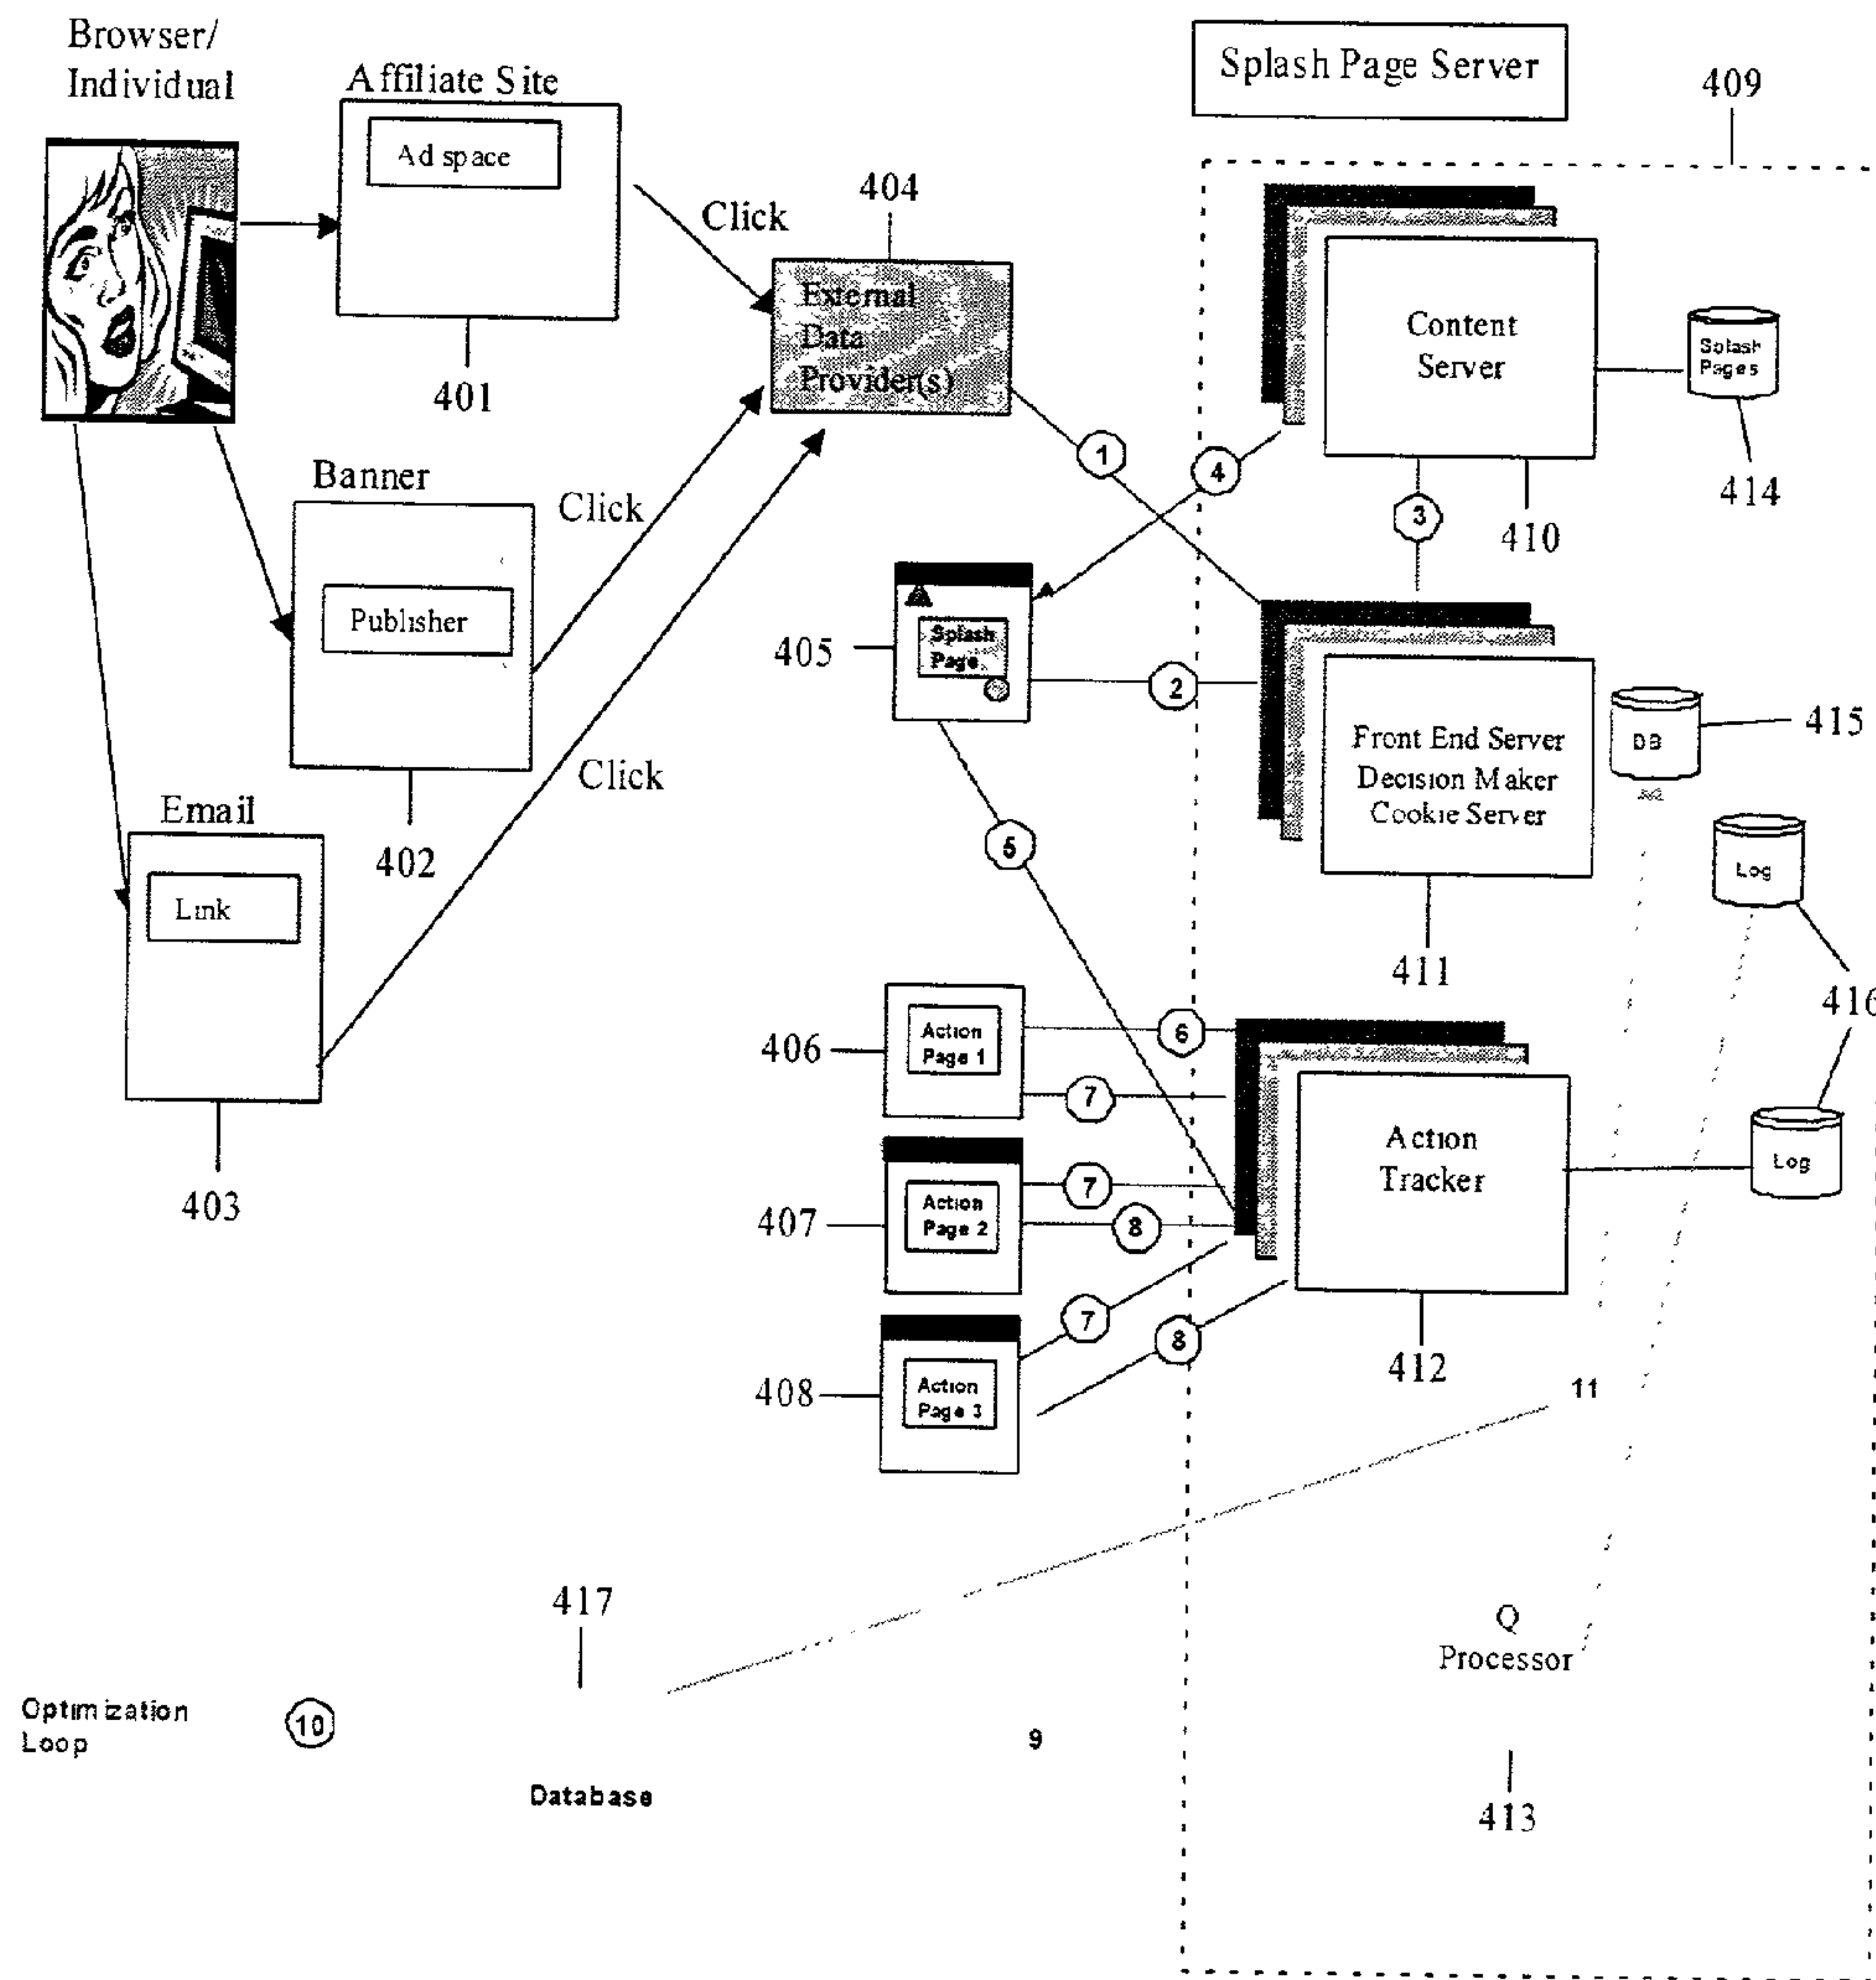 Browser/
Individual
Affiliate Site
Ad space
401
Click
404
External
Data
Provider(s)
Splash Page Server
409
Content
Server
410
Splash
Pages
414
Banner
Publisher
402
Click
Email
Link
403
Click
1
4
3
405
Splash
Page
2
Front End Server
Decision Maker
Cookie Server
411
DB
415
Log
416
5
406
Action
Page 1
6
7
407
Action
Page 2
7
8
408
Action
Page 3
7
8
Action
Tracker
412
Log
11
417
Q
Processor
413
Optimization
Loop
10
9
Database